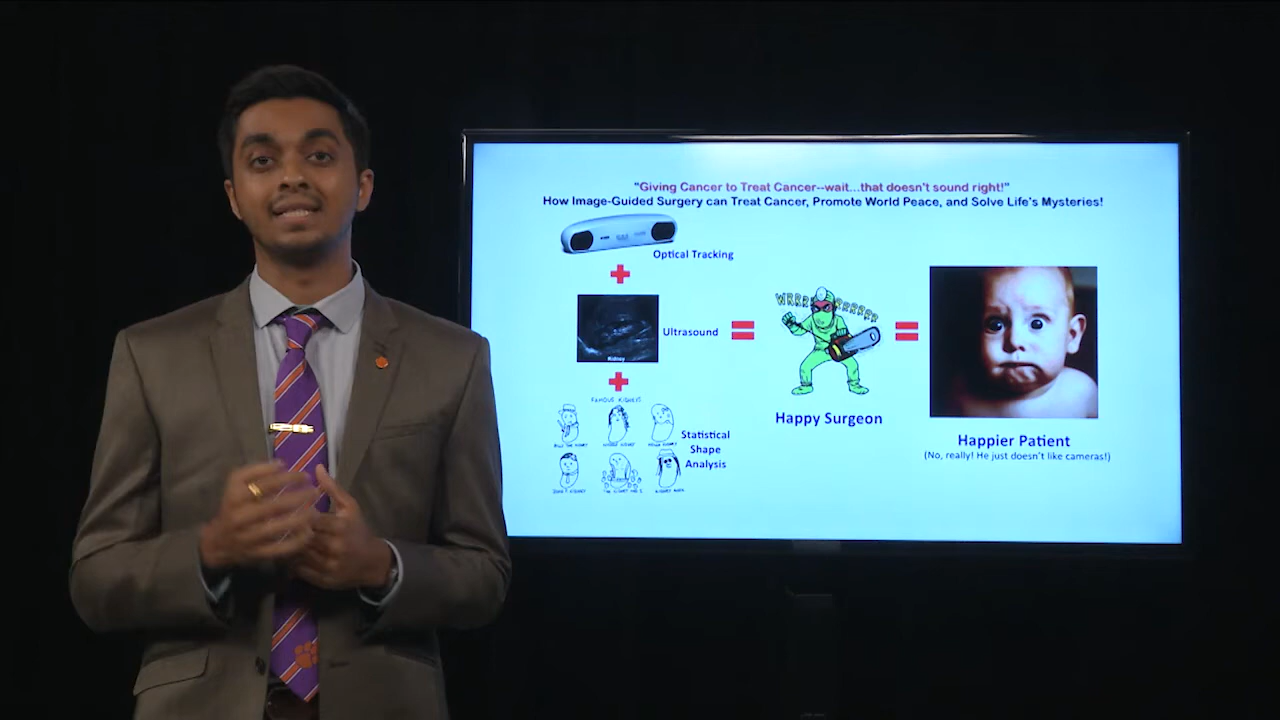 "Giving Cancer to Treat Cancer--wait...that doesn't sound right!"
How Image-Guided Surgery can Treat Cancer, Promote World Peace, and Solve Life's Mysteries!
Optical Tracking
Ultrasound
Kidney
FAMOUS KIDNEYS
Statistical
Shape
Analysis
WRRR RRRRRR
Happy Surgeon
Happier Patient
(No, really! He just doesn't like cameras!)